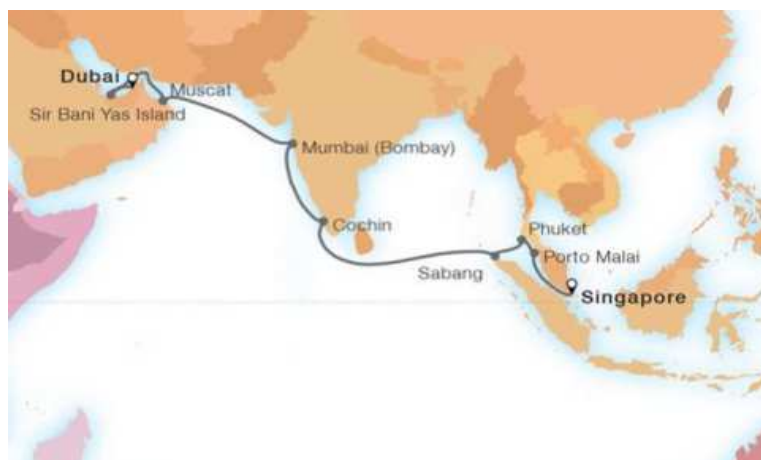 Dubai
Muscat
Sir Bani Yas Island
Mumbai (Bombay)
Cochin
Phuket
Porto Malai
Sabang
Singapore